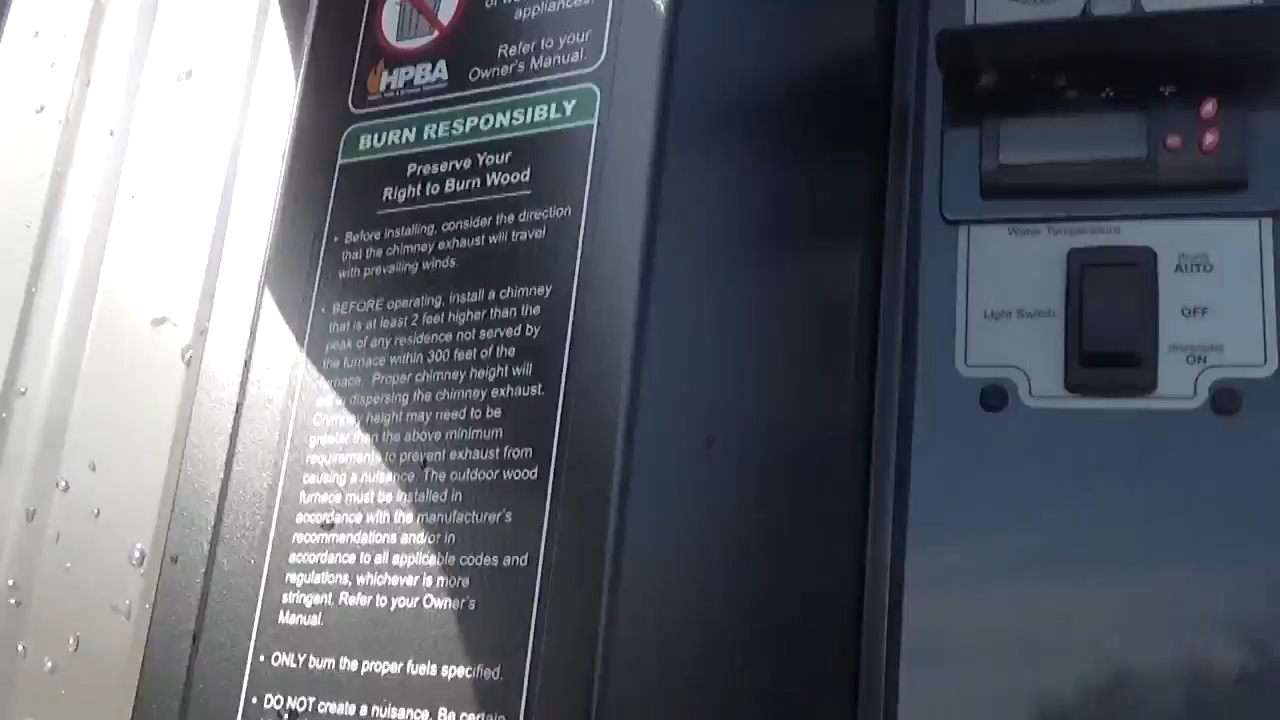 appliances.
Refer to your
Owner's Manual.
HPBA
BURN RESPONSIBLY
Preserve Your
Right to Burn Wood
• Before installing, consider the direction
that the chimney exhaust will travel
with prevailing winds.
• BEFORE operating, install a chimney
that is at least 2 feet higher than the
peak of any residence not served by
the furnace within 300 feet of the
furnace. Proper chimney height will
in dispersing the chimney exhaust.
Chimney height may need to be
greater than the above minimum
requirements to prevent exhaust from
causing a nuisance. The outdoor wood
furnace must be installed in
accordance with the manufacturer's
recommendations and/or in
accordance to all applicable codes and
regulations, whichever is more
stringent. Refer to your Owner's
Manual.
• ONLY burn the proper fuels specified.
• DO NOT create a nuisance. Be certain
Water Temperature
Light Switch
AUTO
OFF
ON